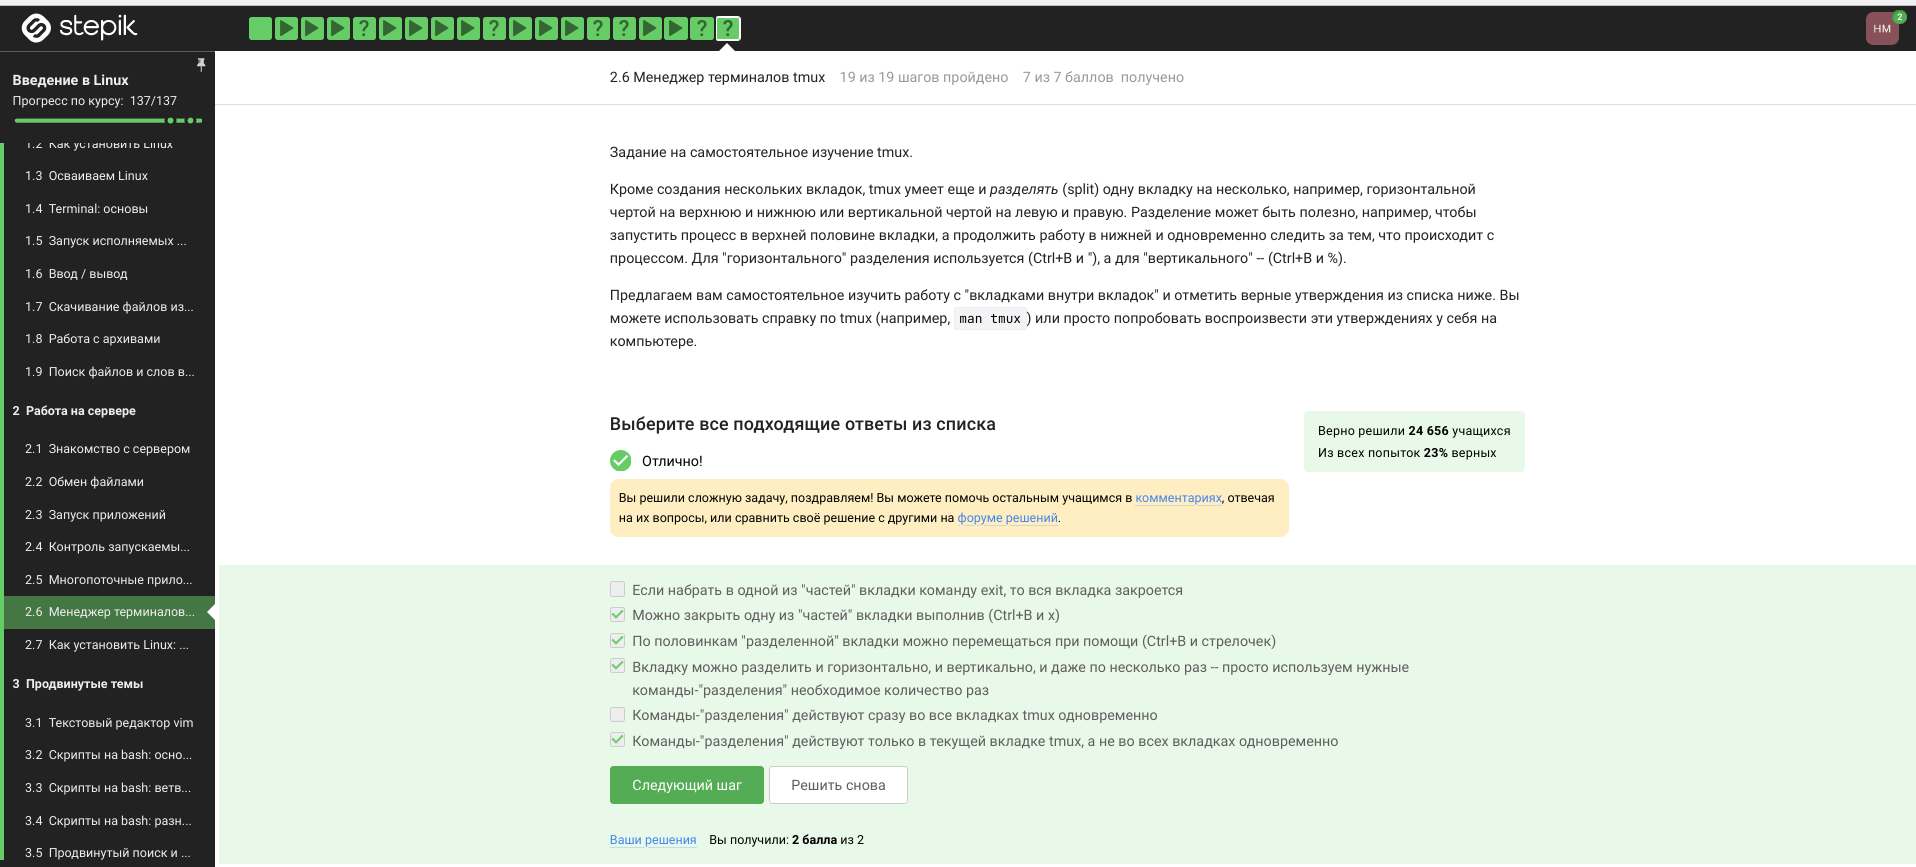 stepik
НМ
2
Введение в Linux
Прогресс по курсу: 137/137
1.2 Как установить Linux
1.3 Осваиваем Linux
1.4 Terminal: основы
1.5 Запуск исполняемых ...
1.6 Ввод / вывод
1.7 Скачивание файлов из...
1.8 Работа с архивами
1.9 Поиск файлов и слов в...
2 Работа на сервере
2.1 Знакомство с сервером
2.2 Обмен файлами
2.3 Запуск приложений
2.4 Контроль запускаемы...
2.5 Многопоточные прило...
2.6 Менеджер терминалов...
2.7 Как установить Linux: ...
3 Продвинутые темы
3.1 Текстовый редактор vim
3.2 Скрипты на bash: осно...
3.3 Скрипты на bash: ветв...
3.4 Скрипты на bash: разн...
3.5 Продвинутый поиск и ...
2.6 Менеджер терминалов tmux 19 из 19 шагов пройдено 7 из 7 баллов получено
Задание на самостоятельное изучение tmux.
Кроме создания нескольких вкладок, tmux умеет еще и разделять (split) одну вкладку на несколько, например, горизонтальной
чертой на верхнюю и нижнюю или вертикальной чертой на левую и правую. Разделение может быть полезно, например, чтобы
запустить процесс в верхней половине вкладки, а продолжить работу в нижней и одновременно следить за тем, что происходит с
процессом. Для "горизонтального" разделения используется (Ctrl+B и "), а для "вертикального" -- (Ctrl+B и %).
Предлагаем вам самостоятельное изучить работу с "вкладками внутри вкладок" и отметить верные утверждения из списка ниже. Вы
можете использовать справку по tmux (например, man tmux ) или просто попробовать воспроизвести эти утверждениях у себя на
компьютере.
Выберите все подходящие ответы из списка
Отлично!
Верно решили 24 656 учащихся
Из всех попыток 23% верных
Вы решили сложную задачу, поздравляем! Вы можете помочь остальным учащимся в комментариях, отвечая
на их вопросы, или сравнить своё решение с другими на форуме решений.
Если набрать в одной из "частей" вкладки команду exit, то вся вкладка закроется
Можно закрыть одну из "частей" вкладки выполнив (Ctrl+B и x)
По половинкам "разделенной" вкладки можно перемещаться при помощи (Ctrl+B и стрелочек)
Вкладку можно разделить и горизонтально, и вертикально, и даже по несколько раз -- просто используем нужные
команды-"разделения" необходимое количество раз
Команды-"разделения" действуют сразу во все вкладках tmux одновременно
Команды-"разделения" действуют только в текущей вкладке tmux, а не во всех вкладках одновременно
Следующий шаг
Решить снова
Ваши решения Вы получили: 2 балла из 2